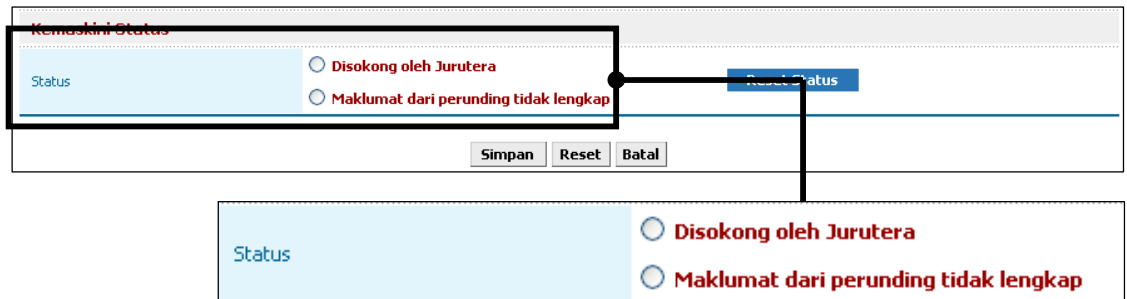 Kemaskini Status
Status
Disokong oleh Jurutera
Maklumat dari perunding tidak lengkap
Reset Status
Simpan Reset Batal
Status
Disokong oleh Jurutera
Maklumat dari perunding tidak lengkap